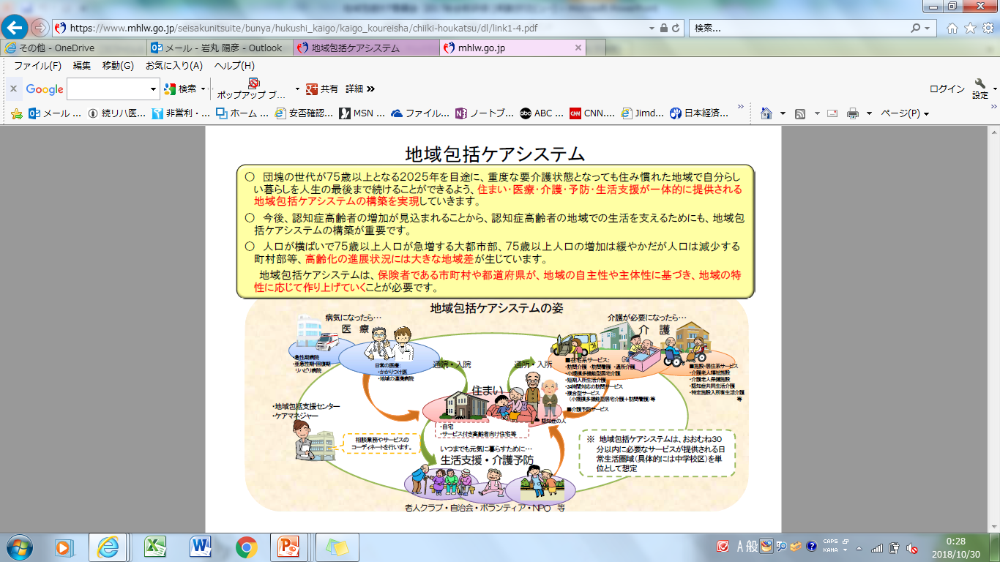 https://www.mhlw.go.jp/seisakunitsuite/bunya/hukushi_kaigo/kaigo_koureisha/chiiki-houkatsu/dl/link1-4.pdf
検索...
その他 - OneDrive
メール - 岩丸 陽彦 - Outlook
地域包括ケアシステム
mhlw.go.jp
ファイル(F) 編集 移動(G) お気に入り(A) ヘルプ(H)
Google 検索 ポップアップ ブ... 共有 詳細 »
ログイン 設定
メール ... 続リハ医... 非営利・... ホーム ... 安否確認... MSN ... ファイル... ノートブ... ABC ... CNN.... Jimd... 日本経済... » ページ(P) »
地域包括ケアシステム
○ 団塊の世代が75歳以上となる2025年を目途に、重度な要介護状態となっても住み慣れた地域で自分らし
い暮らしを人生の最後まで続けることができるよう、住まい・医療・介護・予防・生活支援が一体的に提供される
地域包括ケアシステムの構築を実現していきます。
○ 今後、認知症高齢者の増加が見込まれることから、認知症高齢者の地域での生活を支えるためにも、地域包
括ケアシステムの構築が重要です。
○ 人口が横ばいで75歳以上人口が急増する大都市部、75歳以上人口の増加は緩やかだが人口は減少する
町村部等、高齢化の進展状況には大きな地域差が生じています。
地域包括ケアシステムは、保険者である市町村や都道府県が、地域の自主性や主体性に基づき、地域の特
性に応じて作り上げていくことが必要です。
地域包括ケアシステムの姿
病気になったら…
医 療
・急性期病院
・亜急性期・回復期
リハビリ病院
日常の医療:
・かかりつけ医
・地域の連携病院
通院・入院
通所・入所
介護が必要になったら…
介 護
■在宅系サービス:
・訪問介護 ・訪問看護 ・通所介護
・小規模多機能型居宅介護
・短期入所生活介護
・24時間対応の訪問サービス
・複合型サービス
(小規模多機能型居宅介護+訪問看護)等
■介護予防サービス
■施設・居住系サービス
・介護老人福祉施設
・介護老人保健施設
・認知症共同生活介護
・特定施設入所者生活介護
等
住まい
認知症の人
・自宅
・サービス付き高齢者向け住宅等
・地域包括支援センター
・ケアマネジャー
相談業務やサービスの
コーディネートを行います。
いつまでも元気に暮らすために…
生活支援・介護予防
老人クラブ・自治会・ボランティア・NPO 等
※ 地域包括ケアシステムは、おおむね30
分以内に必要なサービスが提供される日
常生活圏域(具体的には中学校区)を単
位として想定
A 般 CAPS KANA
0:28
2018/10/30